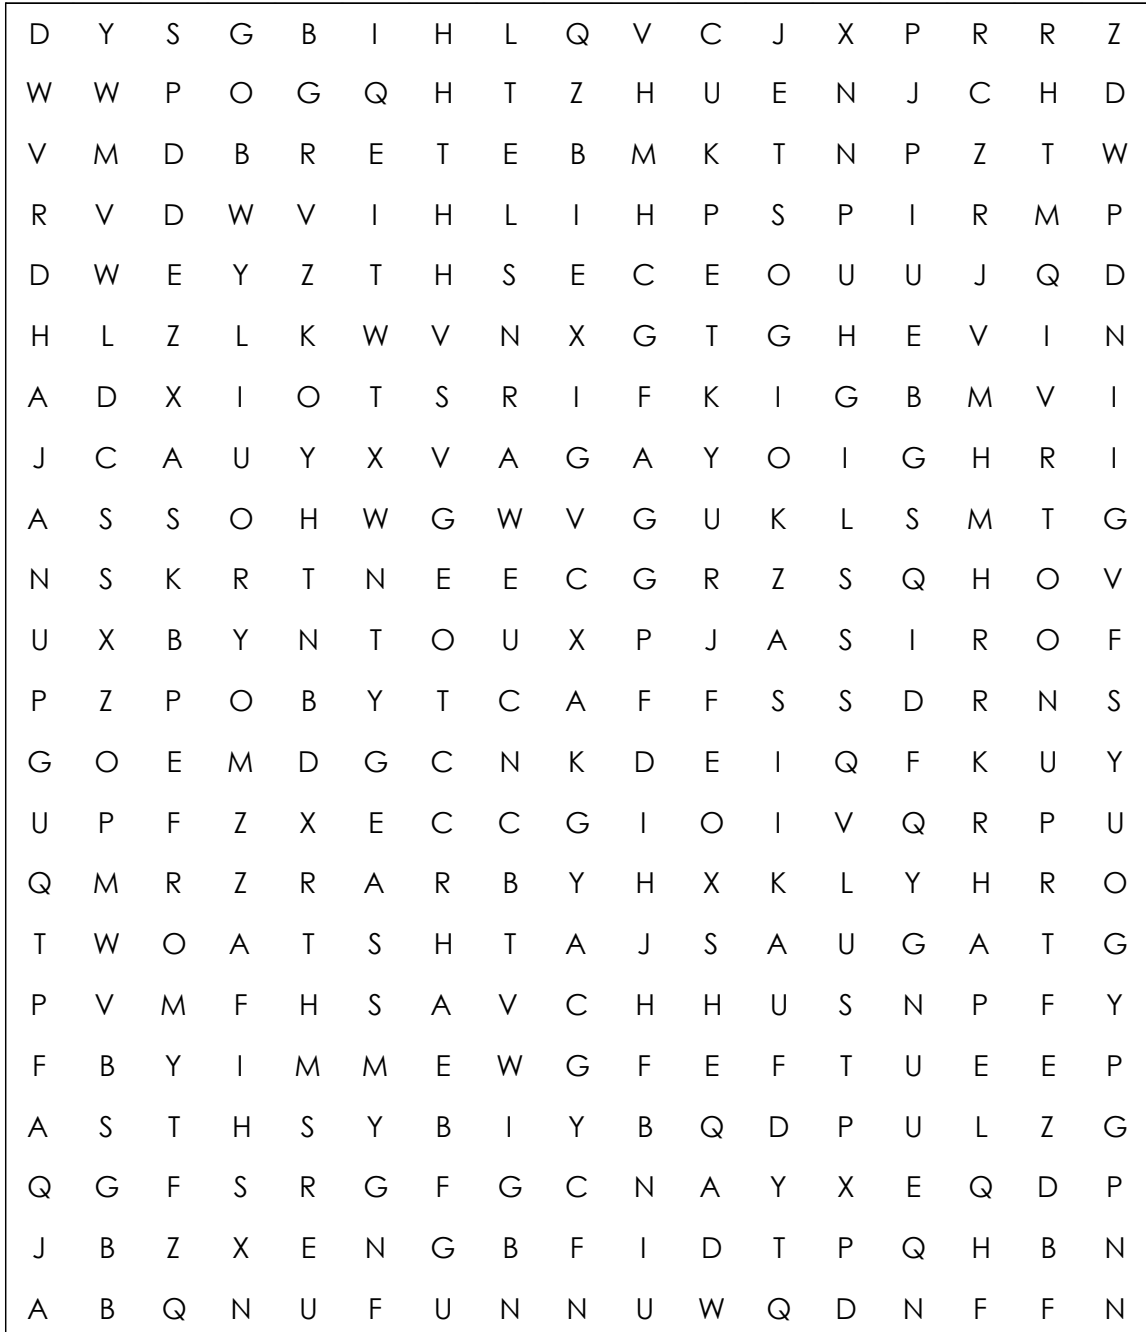 D Y S G B I H L Q V C J X P R R Z
W W P O G Q H T Z H U E N J C H D
V M D B R E T E B M K T N P Z T W
R V D W V I H L I H P S P I R M P
D W E Y Z T H S E C E O U U J Q D
H L Z L K W V N X G T G H E V I N
A D X I O T S R I F K I G B M V I
J C A U Y X V A G A Y O I G H R I
A S S O H W G W V G U K L S M T G
N S K R T N E E C G R Z S Q H O V
U X B Y N T O U X P J A S I R O F
P Z P O B Y T C A F F S S D R N S
G O E M D G C N K D E I Q F K U Y
U P F Z X E C C G I O I V Q R P U
Q M R Z R A R B Y H X K L Y H R O
T W O A T S H T A J S A U G A T G
P V M F H S A V C H H U S N P F Y
F B Y I M M E W G F E F T U E E P
A S T H S Y B I Y B Q D P U L Z G
Q G F S R G F G C N A Y X E Q D P
J B Z X E N G B F I D T P Q H B N
A B Q N U F U N N U W Q D N F F N